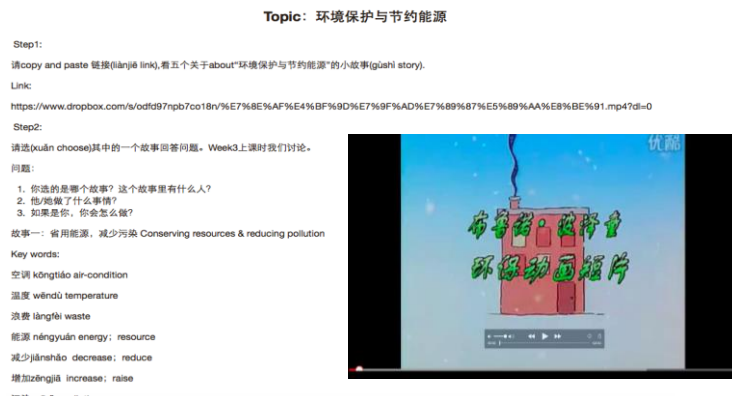 Topic：环境保护与节约能源
Step1:
请copy and paste 链接(liànjiē link),看五个关于about"环境保护与节约能源"的小故事(gùshì story).
Link:
https://www.dropbox.com/s/odfd97npb7co18n/%E7%8E%AF%E4%BF%9D%E7%9F%AD%E7%89%87%E5%89%AA%E8%BE%91.mp4?dl=0
Step2:
请选(xuǎn choose)其中的一个故事回答问题。Week3上课时我们讨论。
问题：
1. 你选的是哪个故事？这个故事里有什么人？
2. 他/她做了什么事情？
3. 如果是你，你会怎么做？
故事一：省用能源，减少污染 Conserving resources & reducing pollution
Key words:
空调 kōngtiáo air-condition
温度 wēndù temperature
浪费 làngfèi waste
能源 néngyuán energy；resource
减少jiǎnshǎo decrease；reduce
增加zēngjiā increase；raise
优酷
布鲁诺·波泽童
环保动画短片